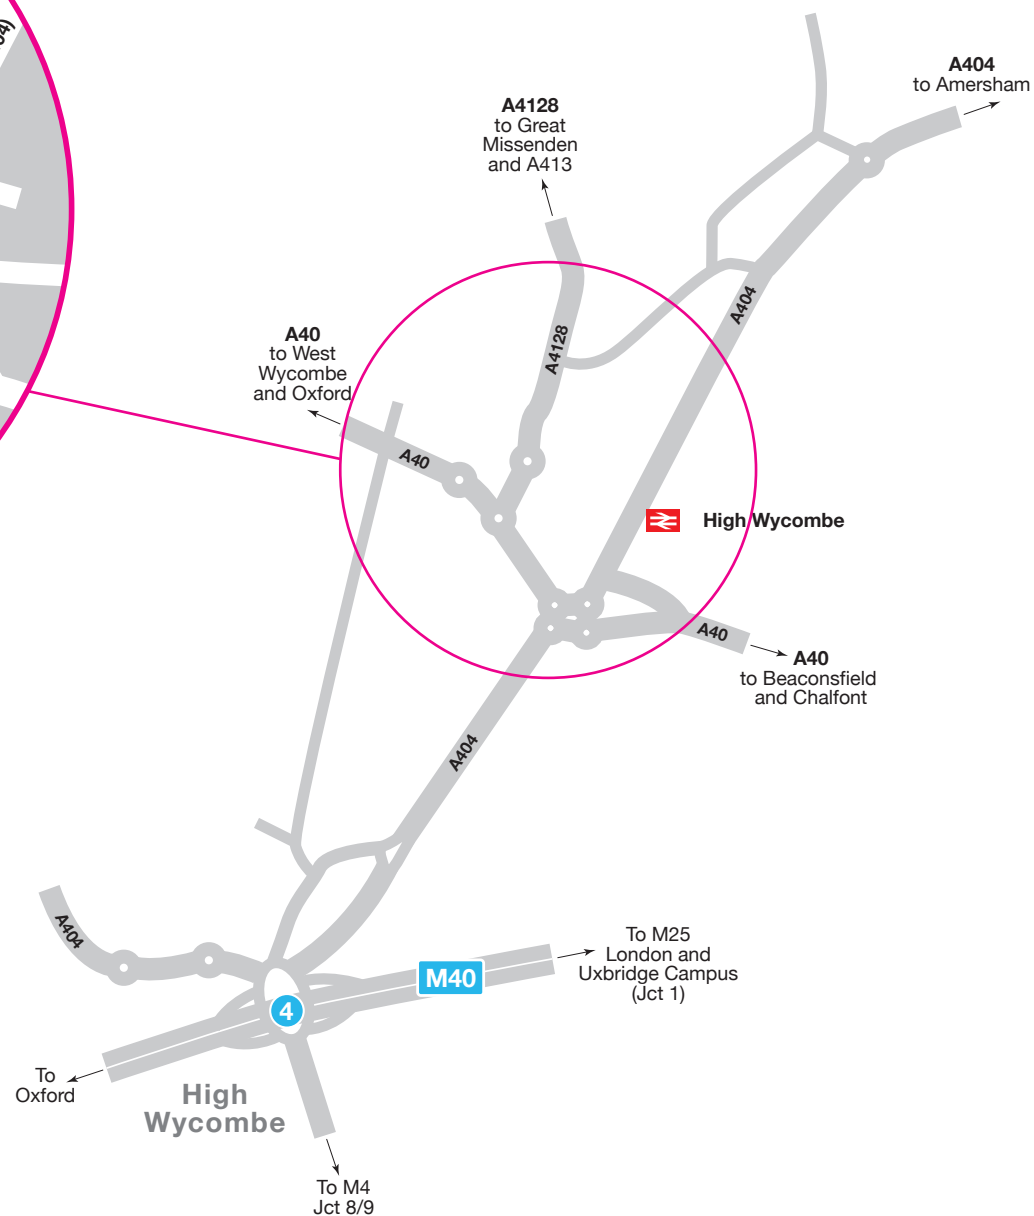 04)
A404
to Amersham
A4128
to Great
Missenden
and A413
A404
A4128
A40
to West
Wycombe
and Oxford
A40
High Wycombe
A40
A40
to Beaconsfield
and Chalfont
A404
A404
To M25
London and
Uxbridge Campus
(Jct 1)
M40
4
To
Oxford
High
Wycombe
To M4
Jct 8/9